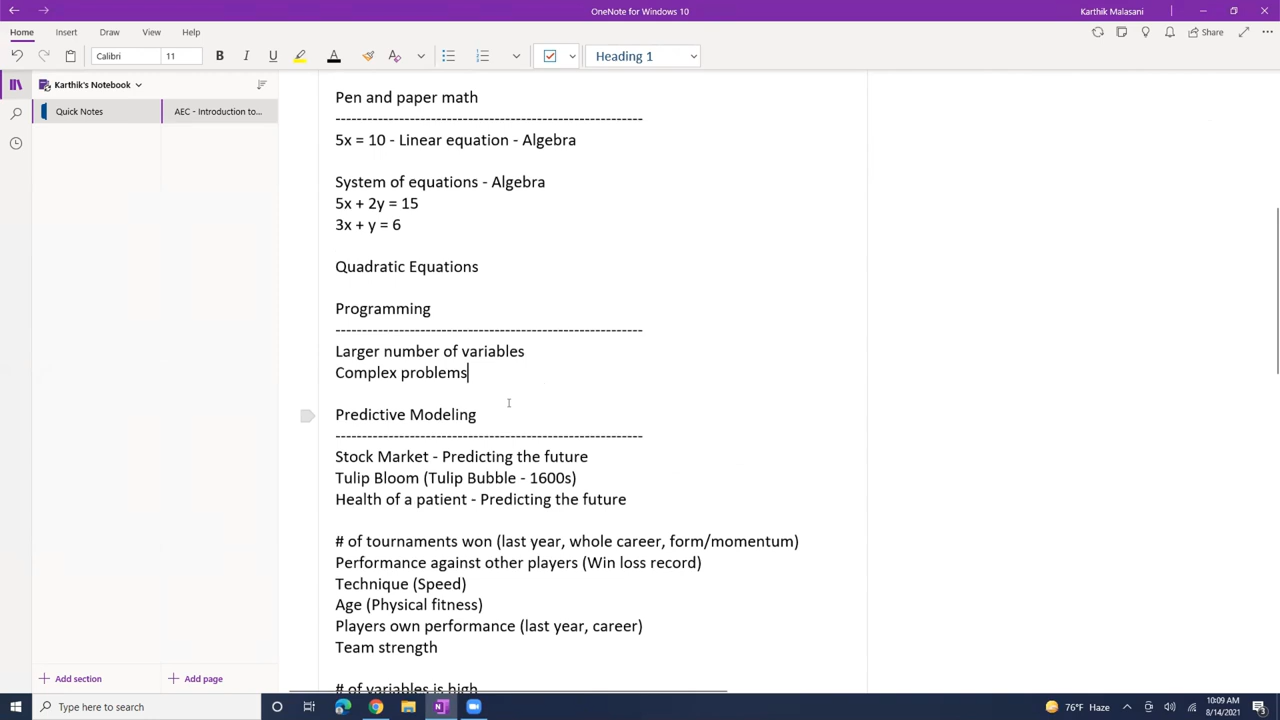 OneNote for Windows 10
Karthik Malasani
Home
Insert
Draw
View
Help
Share
Calibri
11
B
I
U
A
Heading 1
Karthik's Notebook
Quick Notes
AEC - Introduction to...
Pen and paper math
----------------------------------------------------------
5x = 10 - Linear equation - Algebra
System of equations - Algebra
5x + 2y = 15
3x + y = 6
Quadratic Equations
Programming
----------------------------------------------------------
Larger number of variables
Complex problems
Predictive Modeling
----------------------------------------------------------
Stock Market - Predicting the future
Tulip Bloom (Tulip Bubble - 1600s)
Health of a patient - Predicting the future
# of tournaments won (last year, whole career, form/momentum)
Performance against other players (Win loss record)
Technique (Speed)
Age (Physical fitness)
Players own performance (last year, career)
Team strength
# of variables is high
Add section
Add page
Type here to search
76°F Haze
10:09 AM
8/14/2021
3